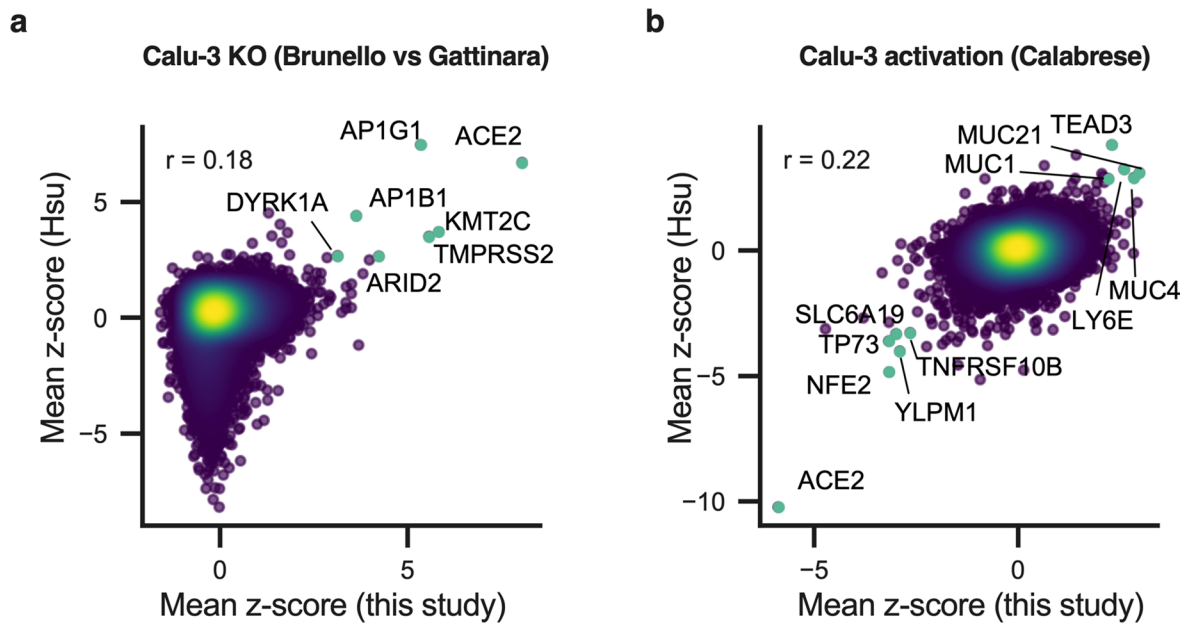 a
Calu-3 KO (Brunello vs Gattinara)
r = 0.18
AP1G1
ACE2
DYRK1A
AP1B1
KMT2C
TMPRSS2
ARID2
5
0
−5
Mean z-score (Hsu)
0
5
Mean z-score (this study)
b
Calu-3 activation (Calabrese)
r = 0.22
TEAD3
MUC21
MUC1
MUC4
LY6E
SLC6A19
TP73
TNFRSF10B
NFE2
YLPM1
ACE2
0
−5
−10
Mean z-score (Hsu)
−5
0
Mean z-score (this study)